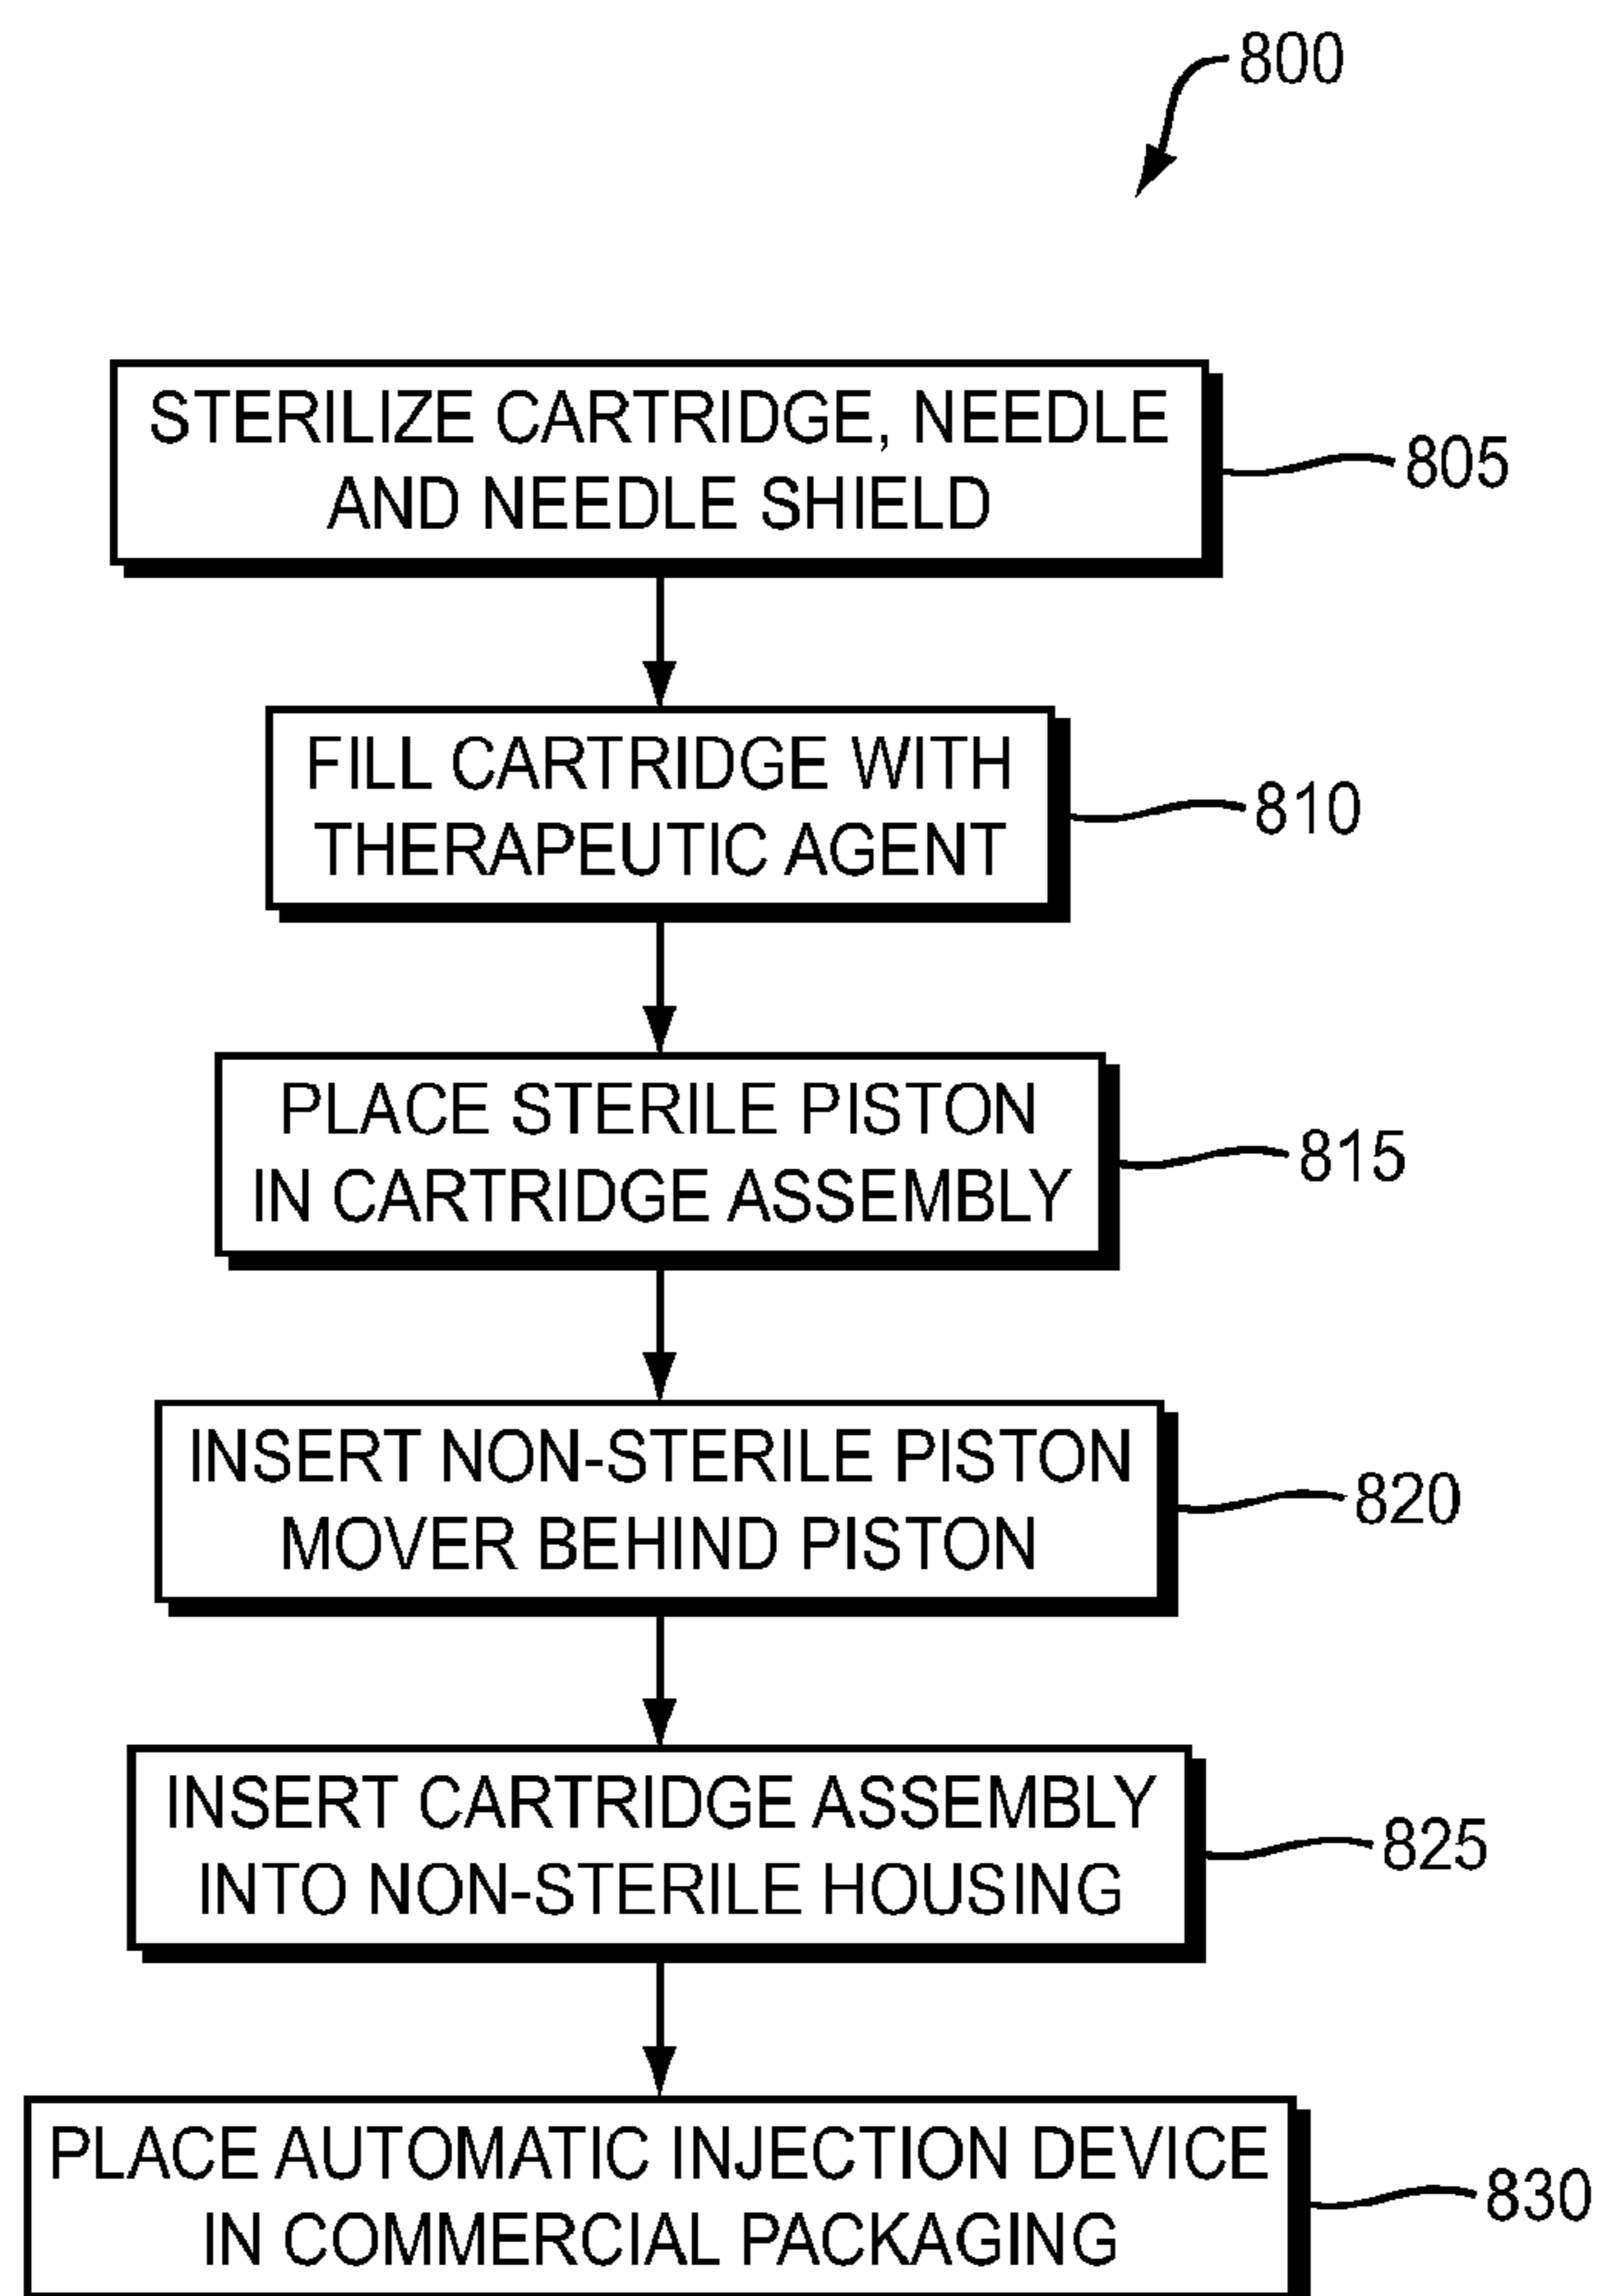 800
STERILIZE CARTRIDGE, NEEDLE
AND NEEDLE SHIELD
805
FILL CARTRIDGE WITH
THERAPEUTIC AGENT
810
PLACE STERILE PISTON
IN CARTRIDGE ASSEMBLY
815
INSERT NON-STERILE PISTON
MOVER BEHIND PISTON
820
INSERT CARTRIDGE ASSEMBLY
INTO NON-STERILE HOUSING
825
PLACE AUTOMATIC INJECTION DEVICE
IN COMMERCIAL PACKAGING
830